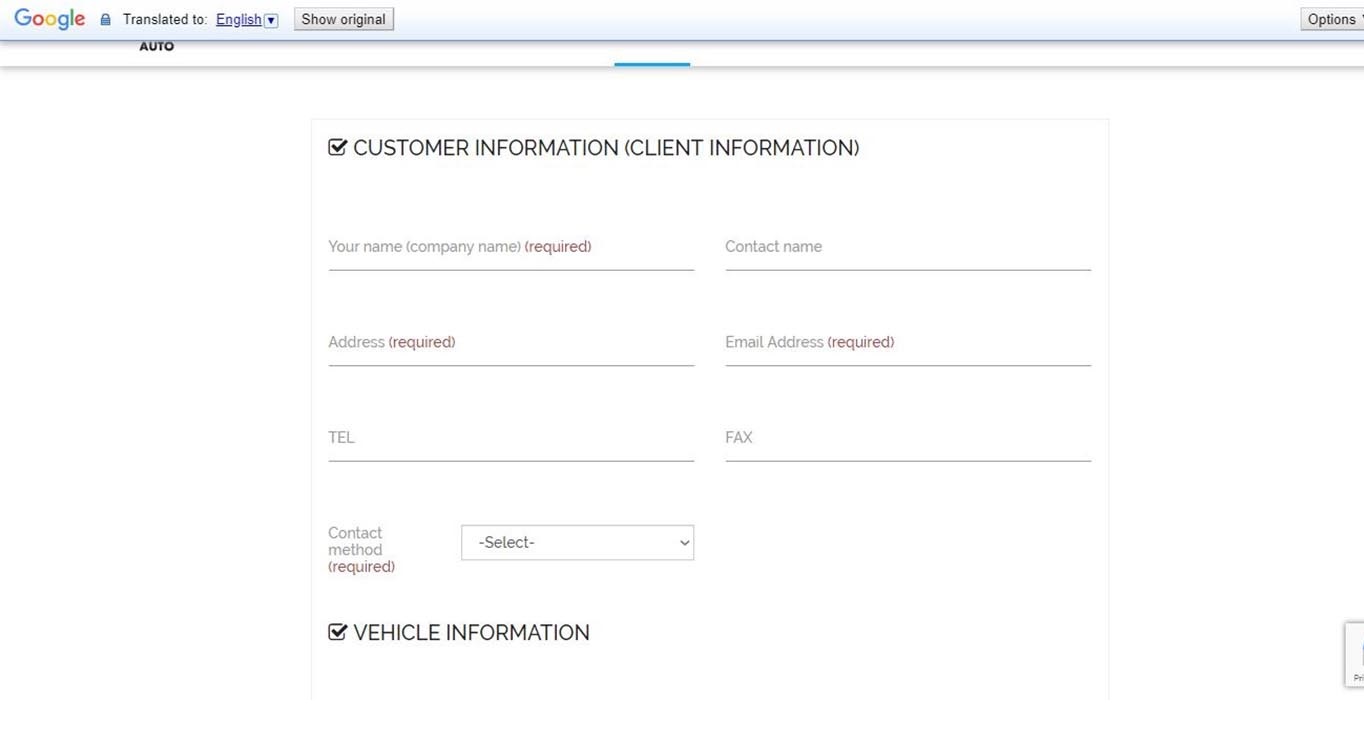 Google Translated to: English Show original Options
AUTO
CUSTOMER INFORMATION (CLIENT INFORMATION)
Your name (company name) (required) Contact name
Address (required) Email Address (required)
TEL FAX
Contact
method
(required)
-Select-
VEHICLE INFORMATION